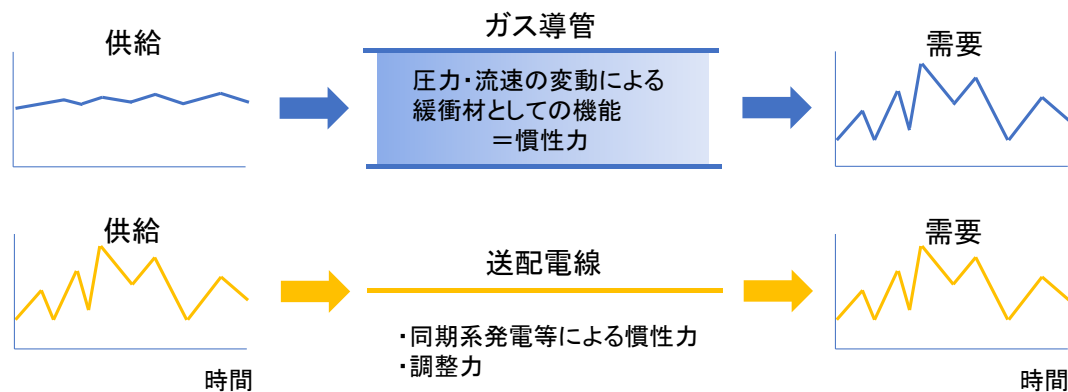 供給
ガス導管
需要
圧力・流速の変動による
緩衝材としての機能
＝慣性力
供給
送配電線
需要
・同期系発電等による慣性力
・調整力
時間
時間